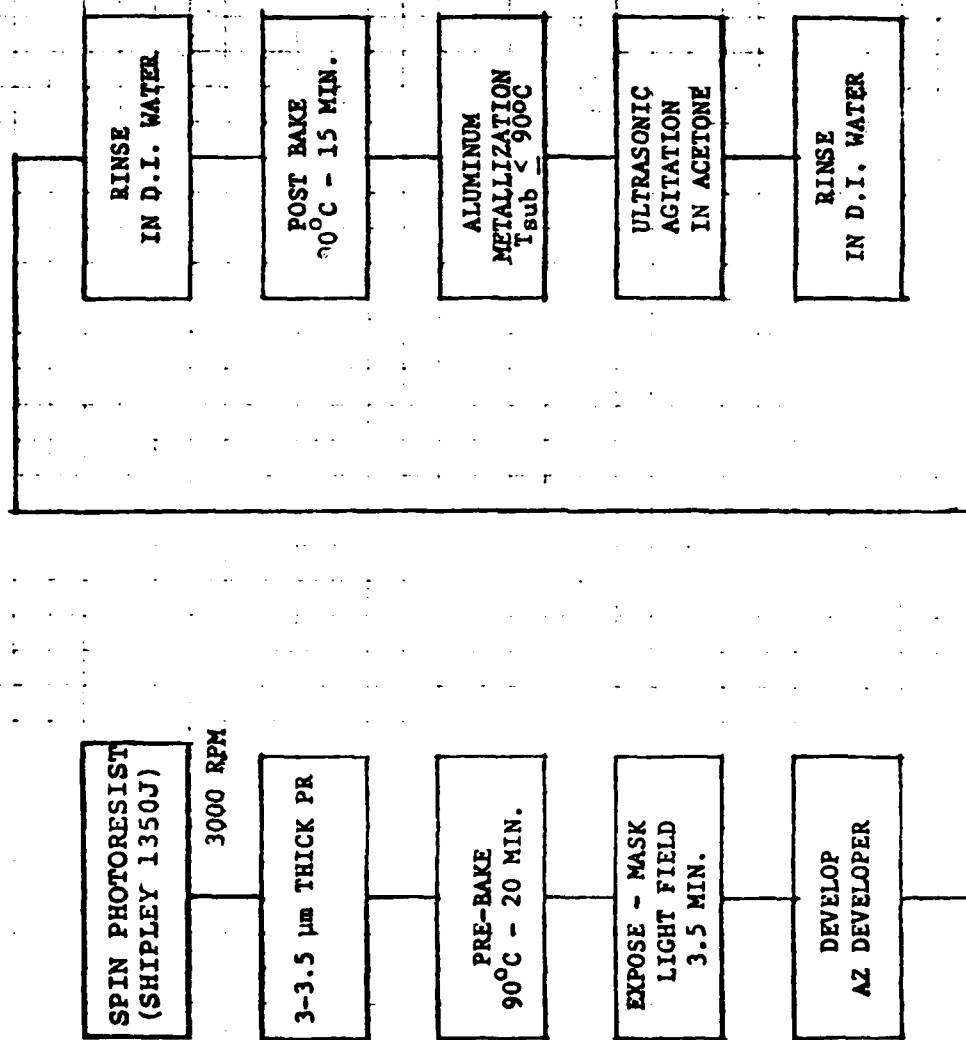 SPIN PHOTORESIST
(SHIPLEY 1350J)
3000 RPM
3-3.5 µm THICK PR
PRE-BAKE
90°C - 20 MIN.
EXPOSE - MASK
LIGHT FIELD
3.5 MIN.
DEVELOP
AZ DEVELOPER
RINSE
IN D.I. WATER
POST BAKE
90°C - 15 MIN.
ALUMINUM
METALLIZATION
Tsub ≤ 90°C
ULTRASONIC
AGITATION
IN ACETONE
RINSE
IN D.I. WATER